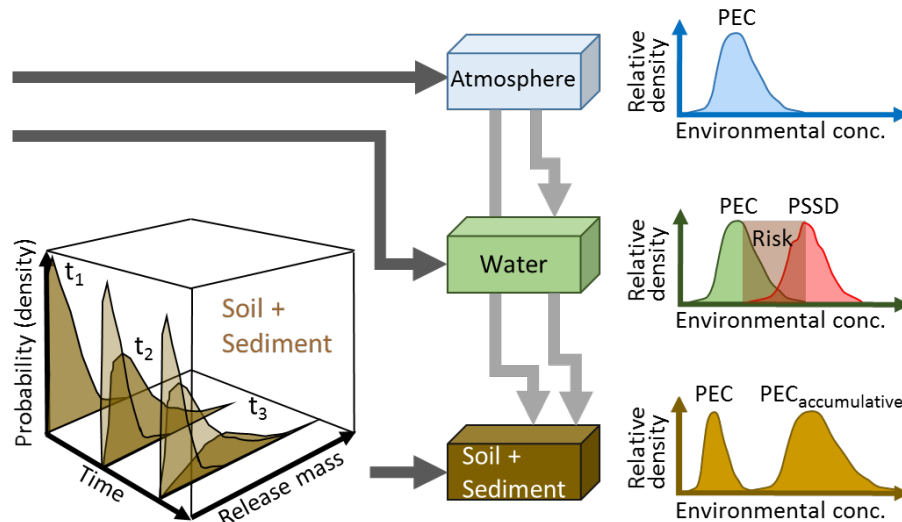 Atmosphere
PEC
Relative
density
Environmental conc.
Water
PEC
PSSD
Risk
Relative
density
Environmental conc.
Probability (density)
t1
t2
t3
Soil +
Sediment
Time
Release mass
Soil +
Sediment
PEC
PECaccumulative
Relative
Density
Environmental conc.